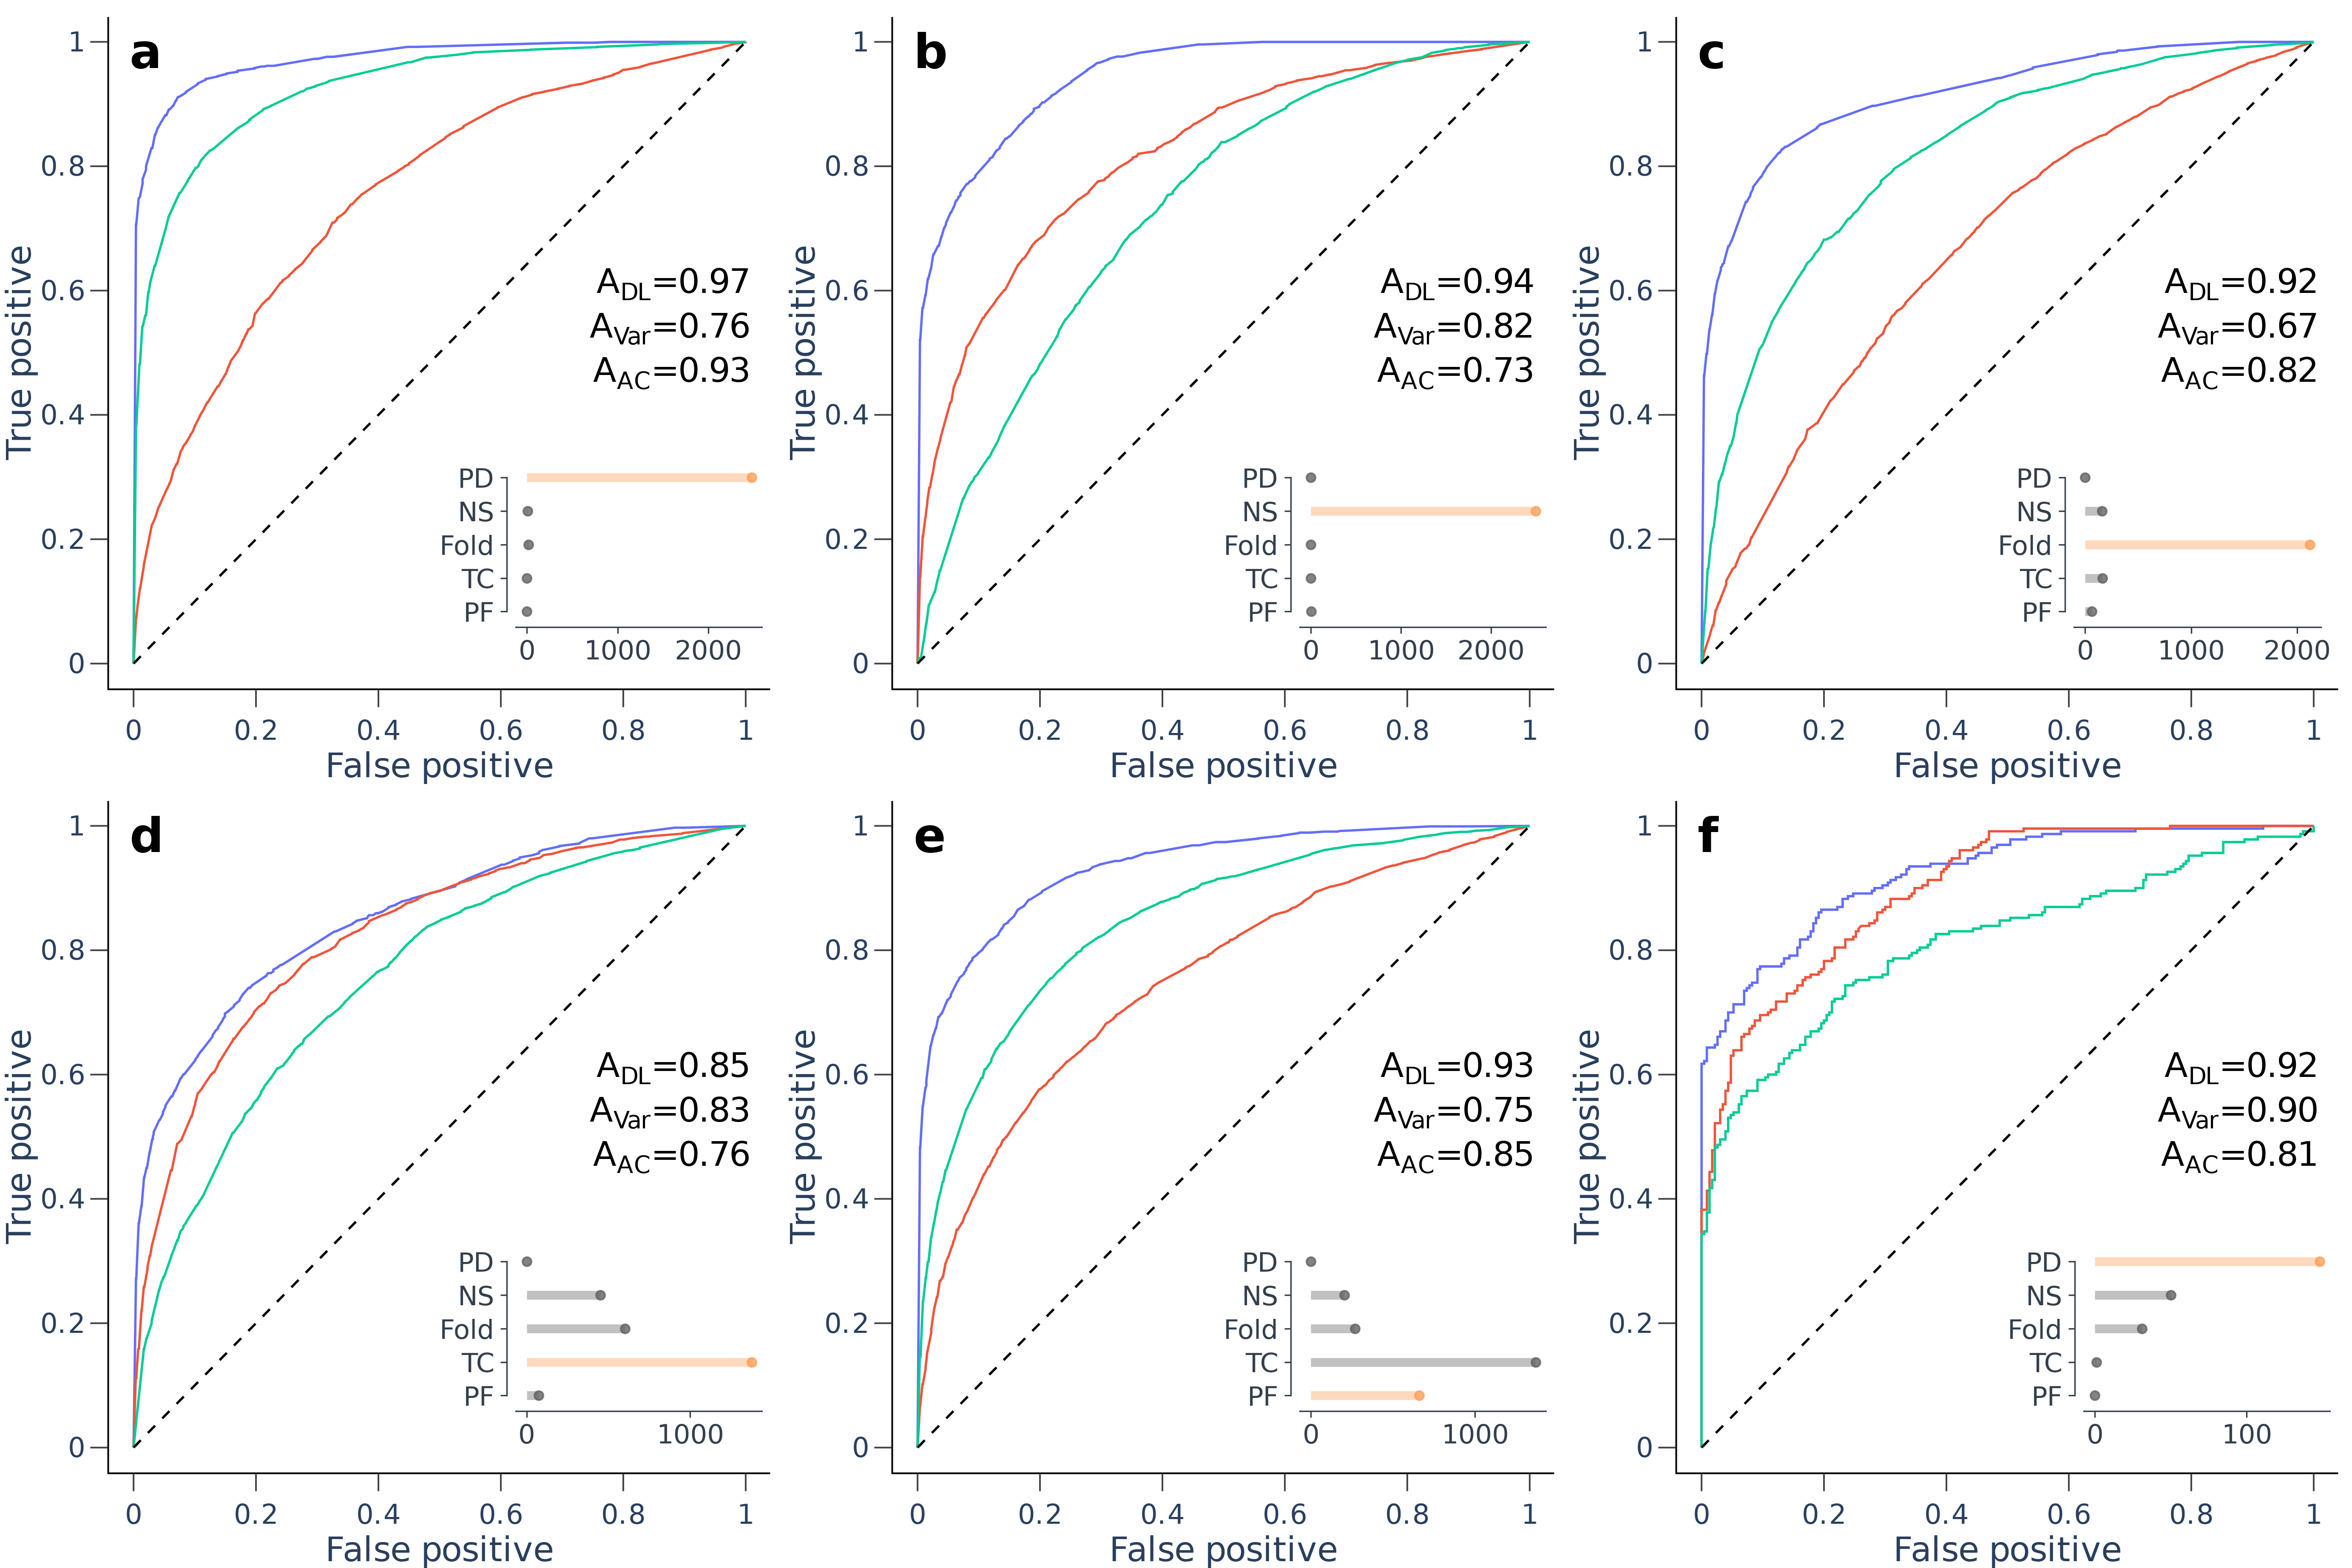 a
True positive
1
0.8
0.6
0.4
0.2
0
A_DL=0.97
A_Var=0.76
A_AC=0.93
PD
NS
Fold
TC
PF
0 1000 2000
0 0.2 0.4 0.6 0.8 1
False positive
b
True positive
1
0.8
0.6
0.4
0.2
0
A_DL=0.94
A_Var=0.82
A_AC=0.73
PD
NS
Fold
TC
PF
0 1000 2000
0 0.2 0.4 0.6 0.8 1
False positive
c
True positive
1
0.8
0.6
0.4
0.2
0
A_DL=0.92
A_Var=0.67
A_AC=0.82
PD
NS
Fold
TC
PF
0 1000 2000
0 0.2 0.4 0.6 0.8 1
False positive
d
True positive
1
0.8
0.6
0.4
0.2
0
A_DL=0.85
A_Var=0.83
A_AC=0.76
PD
NS
Fold
TC
PF
0 1000
0 0.2 0.4 0.6 0.8 1
False positive
e
True positive
1
0.8
0.6
0.4
0.2
0
A_DL=0.93
A_Var=0.75
A_AC=0.85
PD
NS
Fold
TC
PF
0 1000
0 0.2 0.4 0.6 0.8 1
False positive
f
True positive
1
0.8
0.6
0.4
0.2
0
A_DL=0.92
A_Var=0.90
A_AC=0.81
PD
NS
Fold
TC
PF
0 100
0 0.2 0.4 0.6 0.8 1
False positive